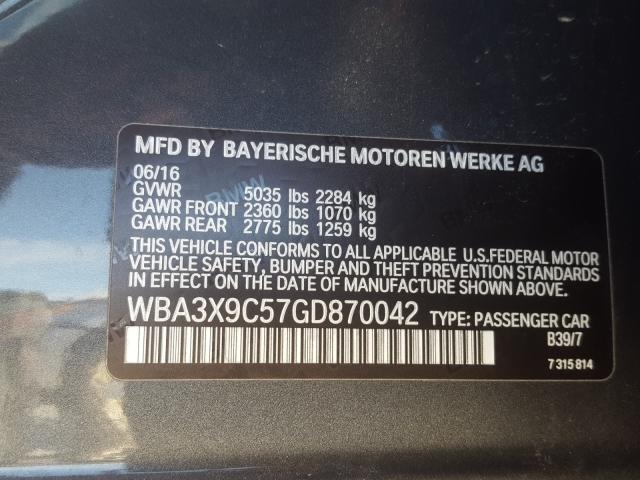 MFD BY BAYERISCHE MOTOREN WERKE AG
06/16
GVWR 5035 lbs 2284 kg
GAWR FRONT 2360 lbs 1070 kg
GAWR REAR 2775 lbs 1259 kg
THIS VEHICLE CONFORMS TO ALL APPLICABLE U.S.FEDERAL MOTOR
VEHICLE SAFETY, BUMPER AND THEFT PREVENTION STANDARDS
IN EFFECT ON THE DATE OF MANUFACTURE SHOWN ABOVE.
WBA3X9C57GD870042 TYPE: PASSENGER CAR
B39/7
7 315 814